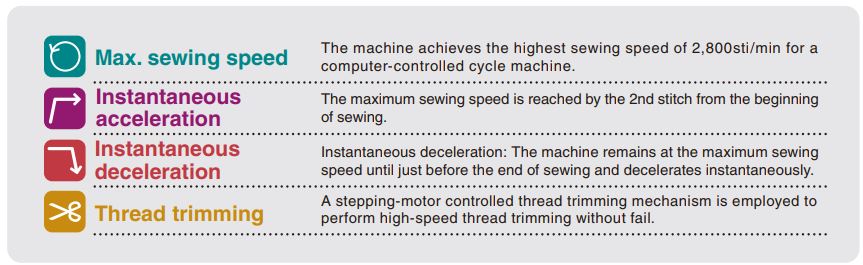 Max. sewing speed
The machine achieves the highest sewing speed of 2,800sti/min for a
computer-controlled cycle machine.
Instantaneous
acceleration
The maximum sewing speed is reached by the 2nd stitch from the beginning
of sewing.
Instantaneous
deceleration
Instantaneous deceleration: The machine remains at the maximum sewing
speed until just before the end of sewing and decelerates instantaneously.
Thread trimming
A stepping-motor controlled thread trimming mechanism is employed to
perform high-speed thread trimming without fail.